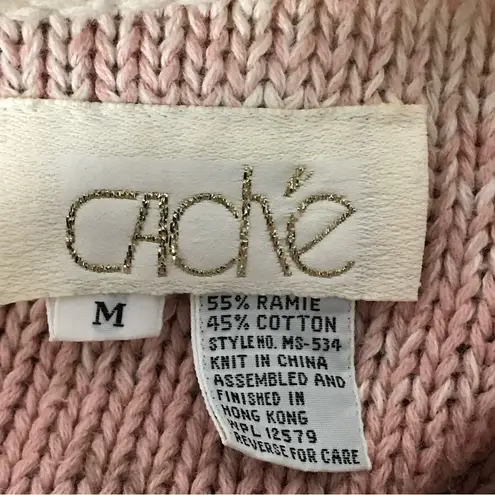 cAché
M
55% RAMIE
45% COTTON
STYLE NO. MS-534
KNIT IN CHINA
ASSEMBLED AND
FINISHED IN
HONG KONG
WPL 12579
REVERSE FOR CARE